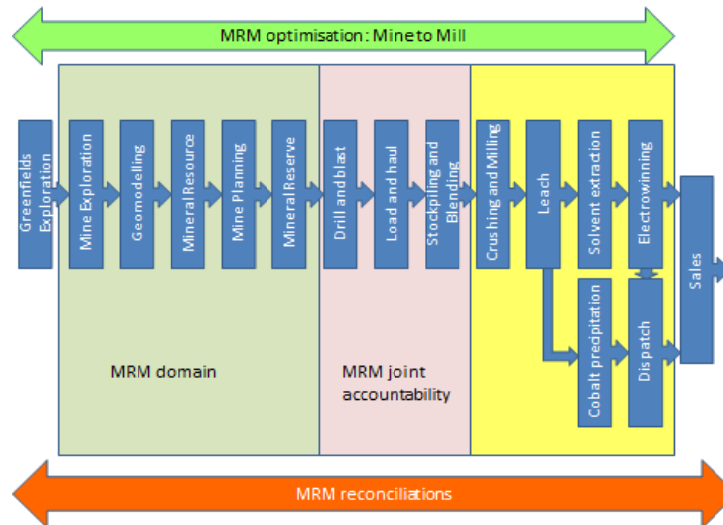 MRM optimisation: Mine to Mill
Greenfields
Exploration
Mine Exploration
Geomodelling
Mineral Resource
Mine Planning
Mineral Reserve
Drill and blast
Load and haul
Stockpiling and
Blending
Crushing and Milling
Leach
Solvent extraction
Electrowinning
Sales
Cobalt prepditation
Dispatch
MRM domain
MRM joint
accountability
MRM reconciliations